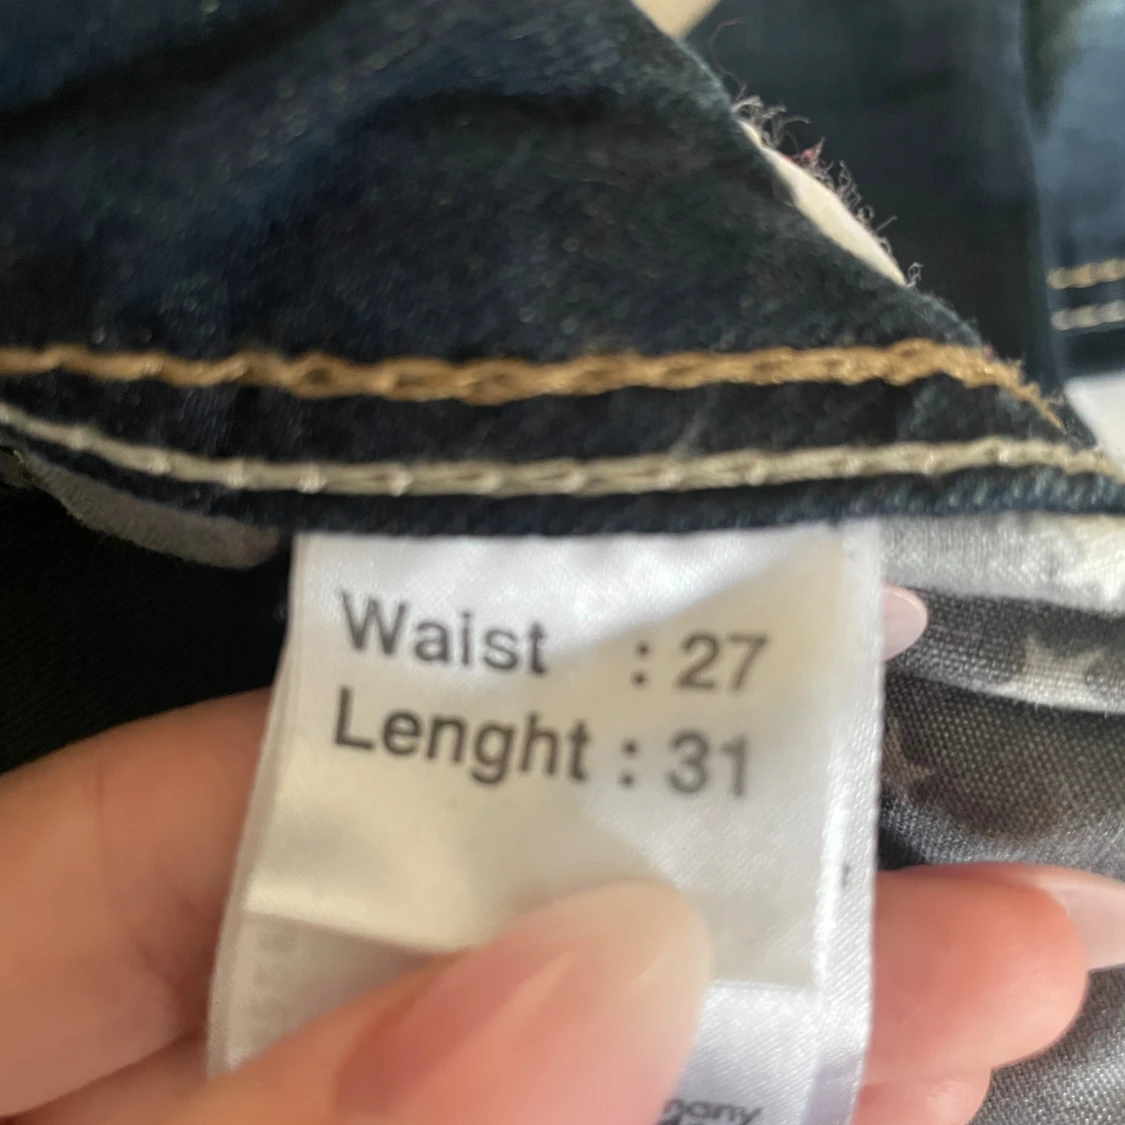 Waist : 27
Lenght : 31